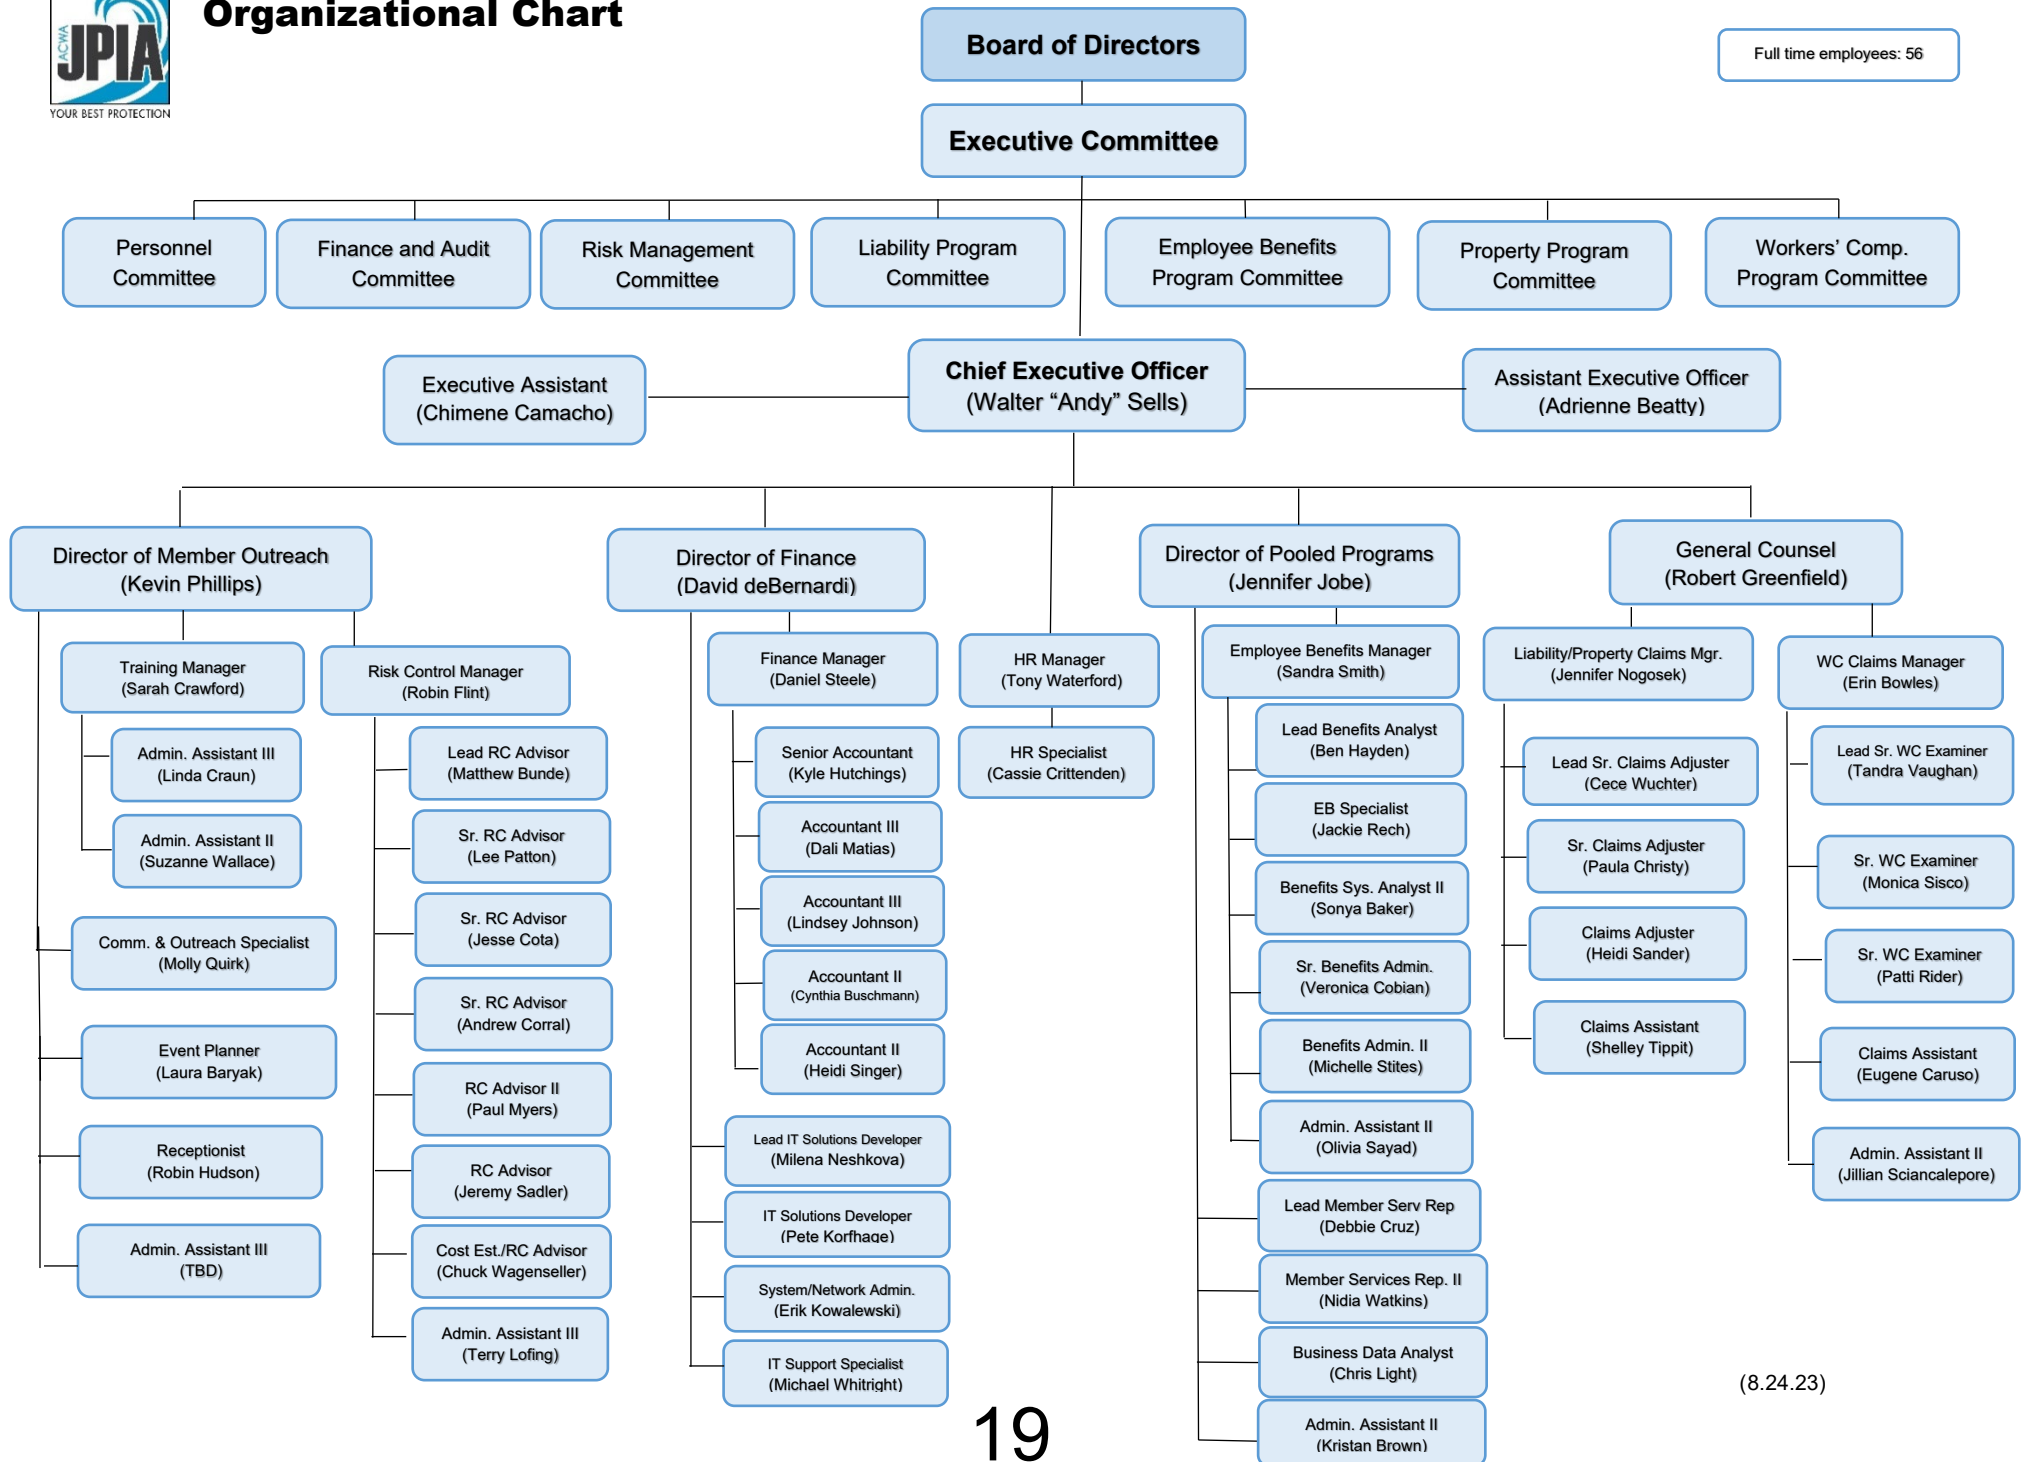 Organizational Chart
ACWA
JPIA
YOUR BEST PROTECTION
Board of Directors
Full time employees: 56
Executive Committee
Personnel
Committee
Finance and Audit
Committee
Risk Management
Committee
Liability Program
Committee
Employee Benefits
Program Committee
Property Program
Committee
Workers’ Comp.
Program Committee
Executive Assistant
(Chimene Camacho)
Chief Executive Officer
(Walter “Andy” Sells)
Assistant Executive Officer
(Adrienne Beatty)
Director of Member Outreach
(Kevin Phillips)
Training Manager
(Sarah Crawford)
Admin. Assistant III
(Linda Craun)
Admin. Assistant II
(Suzanne Wallace)
Comm. & Outreach Specialist
(Molly Quirk)
Event Planner
(Laura Baryak)
Receptionist
(Robin Hudson)
Admin. Assistant III
(TBD)
Risk Control Manager
(Robin Flint)
Lead RC Advisor
(Matthew Bunde)
Sr. RC Advisor
(Lee Patton)
Sr. RC Advisor
(Jesse Cota)
Sr. RC Advisor
(Andrew Corral)
RC Advisor II
(Paul Myers)
RC Advisor
(Jeremy Sadler)
Cost Est./RC Advisor
(Chuck Wagenseller)
Admin. Assistant III
(Terry Lofing)
Director of Finance
(David deBernardi)
Finance Manager
(Daniel Steele)
Senior Accountant
(Kyle Hutchings)
Accountant III
(Dali Matias)
Accountant III
(Lindsey Johnson)
Accountant II
(Cynthia Buschmann)
Accountant II
(Heidi Singer)
Lead IT Solutions Developer
(Milena Neshkova)
IT Solutions Developer
(Pete Korfhage)
System/Network Admin.
(Erik Kowalewski)
IT Support Specialist
(Michael Whitright)
HR Manager
(Tony Waterford)
HR Specialist
(Cassie Crittenden)
Director of Pooled Programs
(Jennifer Jobe)
Employee Benefits Manager
(Sandra Smith)
Lead Benefits Analyst
(Ben Hayden)
EB Specialist
(Jackie Rech)
Benefits Sys. Analyst II
(Sonya Baker)
Sr. Benefits Admin.
(Veronica Cobian)
Benefits Admin. II
(Michelle Stites)
Admin. Assistant II
(Olivia Sayad)
Lead Member Serv Rep
(Debbie Cruz)
Member Services Rep. II
(Nidia Watkins)
Business Data Analyst
(Chris Light)
Admin. Assistant II
(Kristan Brown)
General Counsel
(Robert Greenfield)
Liability/Property Claims Mgr.
(Jennifer Nogosek)
Lead Sr. Claims Adjuster
(Cece Wuchter)
Sr. Claims Adjuster
(Paula Christy)
Claims Adjuster
(Heidi Sander)
Claims Assistant
(Shelley Tippit)
WC Claims Manager
(Erin Bowles)
Lead Sr. WC Examiner
(Tandra Vaughan)
Sr. WC Examiner
(Monica Sisco)
Sr. WC Examiner
(Patti Rider)
Claims Assistant
(Eugene Caruso)
Admin. Assistant II
(Jillian Sciancalepore)
(8.24.23)
19